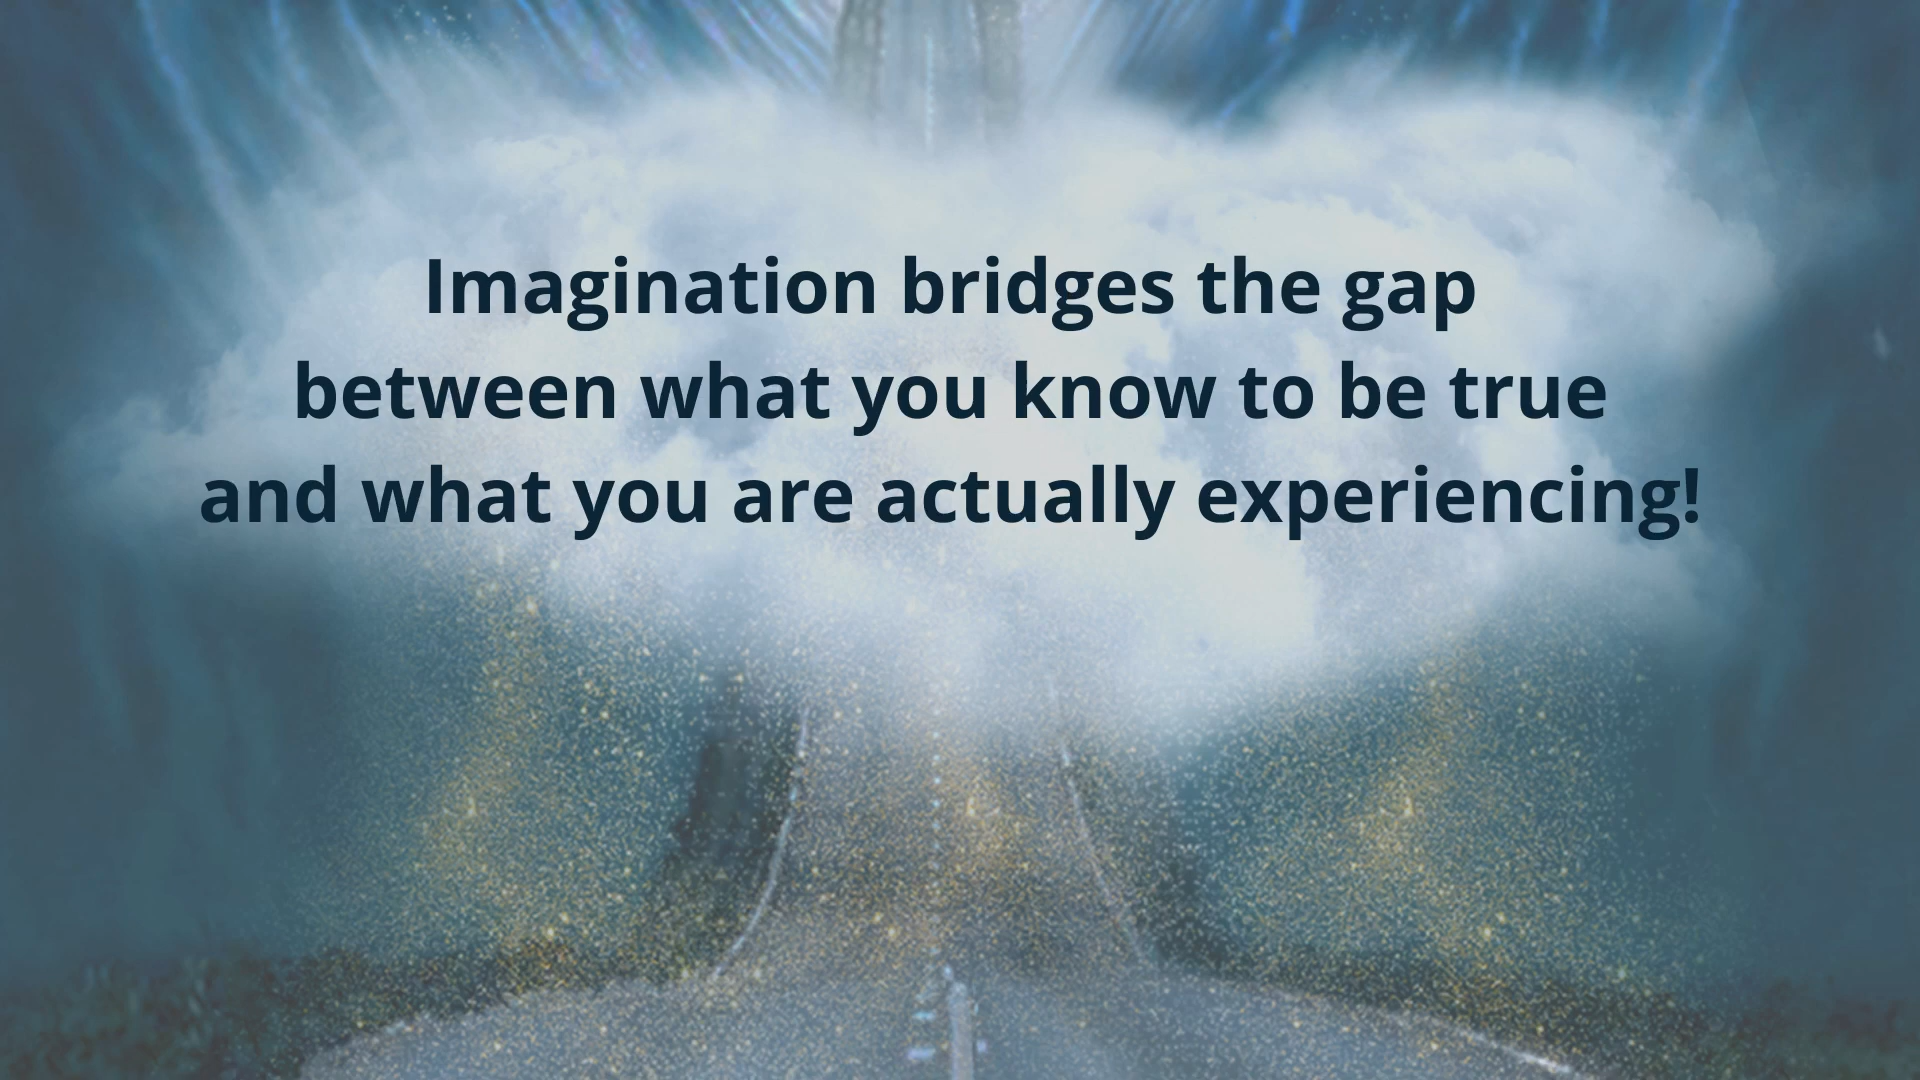 Imagination bridges the gap
between what you know to be true
and what you are actually experiencing!